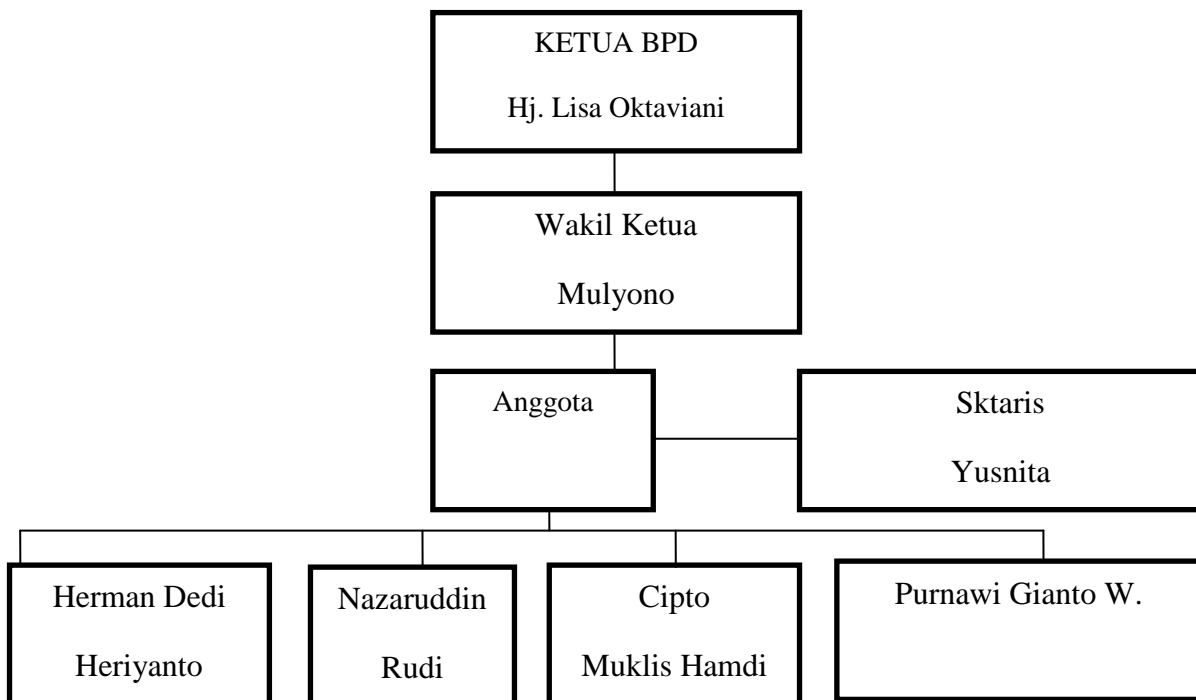 KETUA BPD
Hj. Lisa Oktaviani
Wakil Ketua
Mulyono
Anggota
Sktaris
Yusnita
Herman Dedi
Heriyanto
Nazaruddin
Rudi
Cipto
Muklis Hamdi
Purnawi Gianto W.